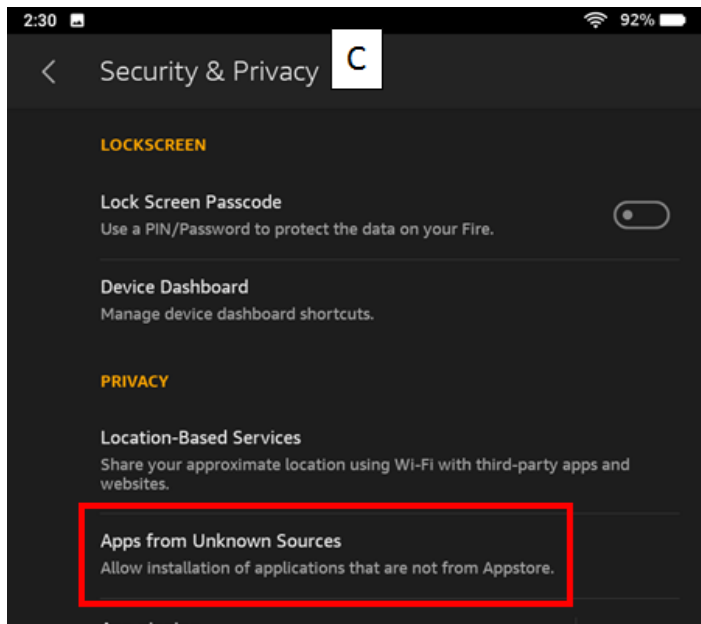 2:30 92%
Security & Privacy C
LOCKSCREEN
Lock Screen Passcode
Use a PIN/Password to protect the data on your Fire.
Device Dashboard
Manage device dashboard shortcuts.
PRIVACY
Location-Based Services
Share your approximate location using Wi-Fi with third-party apps and
websites.
Apps from Unknown Sources
Allow installation of applications that are not from Appstore.